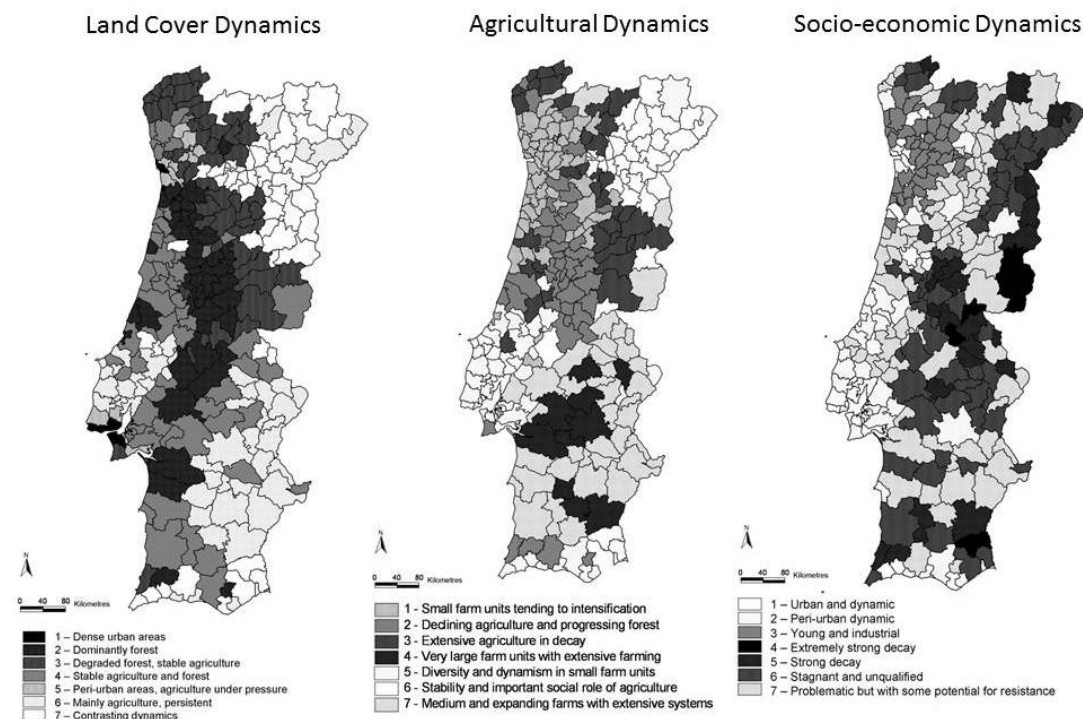 Land Cover Dynamics
Agricultural Dynamics
Socio-economic Dynamics
N
0 40 80 Kilometres
1 – Dense urban areas
2 – Dominantly forest
3 – Degraded forest, stable agriculture
4 – Stable agriculture and forest
5 – Peri-urban areas, agriculture under pressure
6 – Mainly agriculture, persistent
7 – Contrasting dynamics
N
0 40 80 Kilometres
1 - Small farm units tending to intensification
2 - Declining agriculture and progressing forest
3 - Extensive agriculture in decay
4 - Very large farm units with extensive farming
5 - Diversity and dynamism in small farm units
6 - Stability and important social role of agriculture
7 - Medium and expanding farms with extensive systems
N
0 40 80 Kilometres
1 – Urban and dynamic
2 – Peri-urban dynamic
3 – Young and industrial
4 – Extremely strong decay
5 – Strong decay
6 – Stagnant and unqualified
7 – Problematic but with some potential for resistance